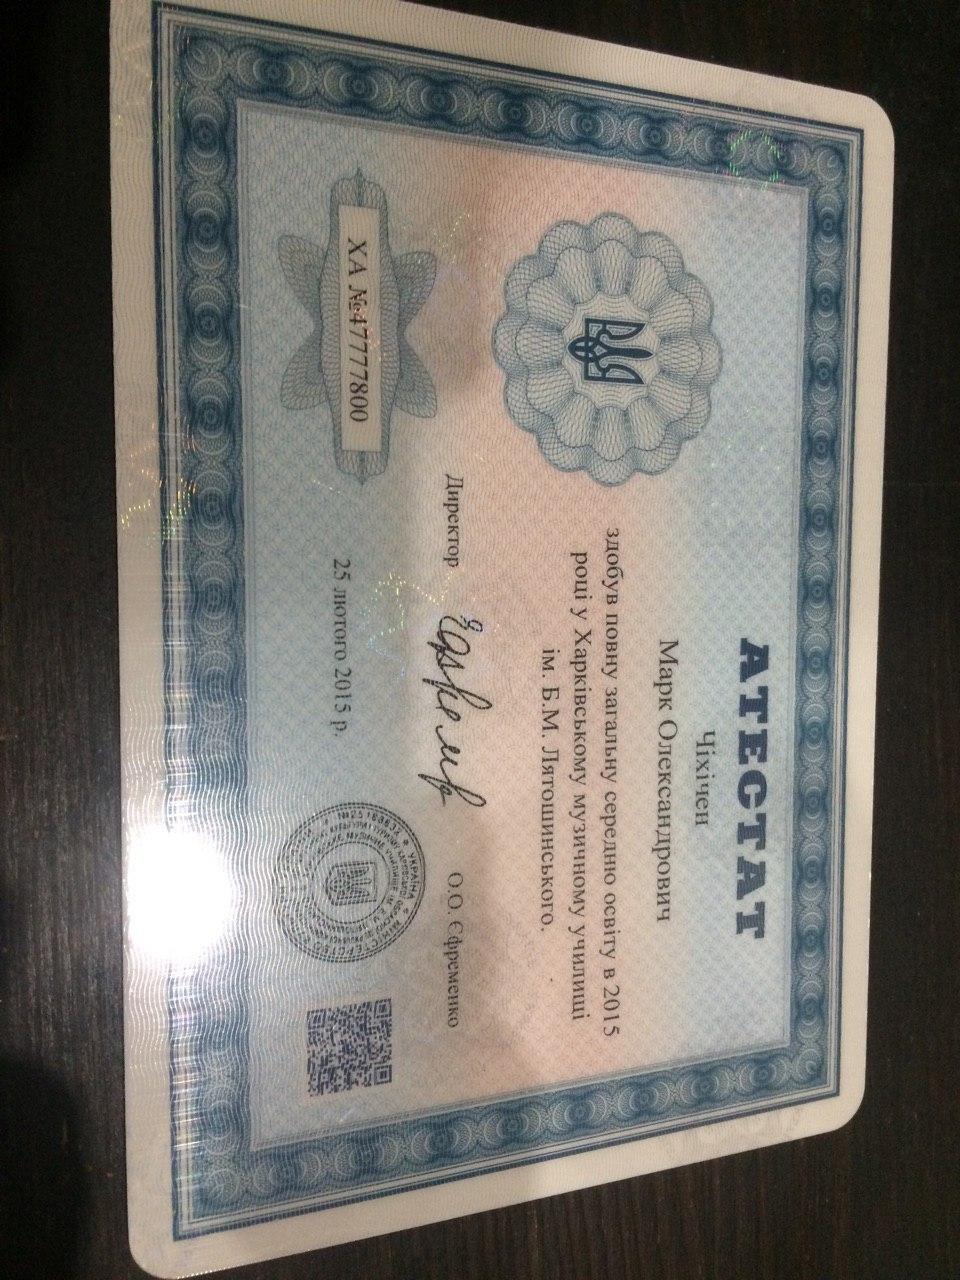 АТЕСТАТ
Чіхічен
Марк Олександрович
здобув повну загальну середню освіту в 2015
році у Харківському музичному училищі
ім. Б.М. Лятошинського.
Директор
О.О. Єфременко
ХА №47777800
25 лютого 2015 р.
УКРАЇНА